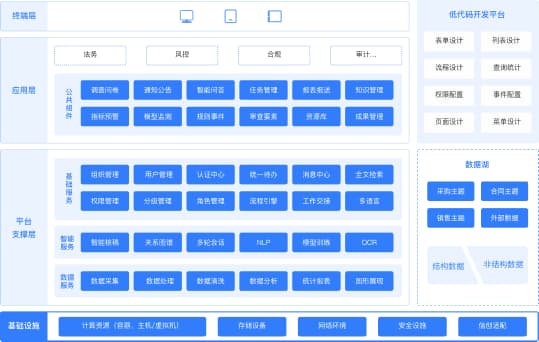 终端层
应用层
法务
风控
合规
审计...
公共组件
调查问卷
通知公告
智能问答
任务管理
报表报送
知识管理
指标预警
模型监测
规则事件
审查要素
资源库
成果管理
平台
支撑层
基础服务
组织管理
用户管理
认证中心
统一待办
消息中心
全文检索
权限管理
分级管理
角色管理
流程引擎
工作交接
多语言
智能
服务
智能核稿
关系图谱
多轮会话
NLP
模型训练
OCR
数据
服务
数据采集
数据处理
数据清洗
数据分析
统计报表
图形展现
低代码开发平台
表单设计
列表设计
流程设计
查询统计
权限配置
事件配置
页面设计
菜单设计
数据湖
采购主题
合同主题
销售主题
外部数据
结构数据
非结构数据
基础设施
计算资源（容器、主机/虚拟机）
存储设备
网络环境
安全设施
信创适配